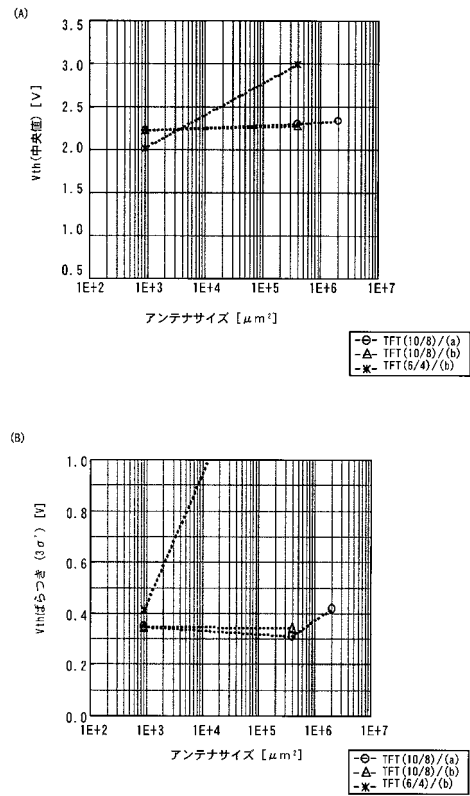 (A)
Vth(中央値) [V]
3.0
2.5
2.0
1.5
1.0
0.5
1E+2 1E+3 1E+4 1E+5 1E+6 1E+7
アンテナサイズ [μm²]
TFT(10/8)/(a)
TFT(10/8)/(b)
TFT(6/4)/(b)
(B)
Vthばらつき (3σ') [V]
1.0
0.8
0.6
0.4
0.2
0.0
1E+2 1E+3 1E+4 1E+5 1E+6 1E+7
アンテナサイズ [μm²]
TFT(10/8)/(a)
TFT(10/8)/(b)
TFT(6/4)/(b)